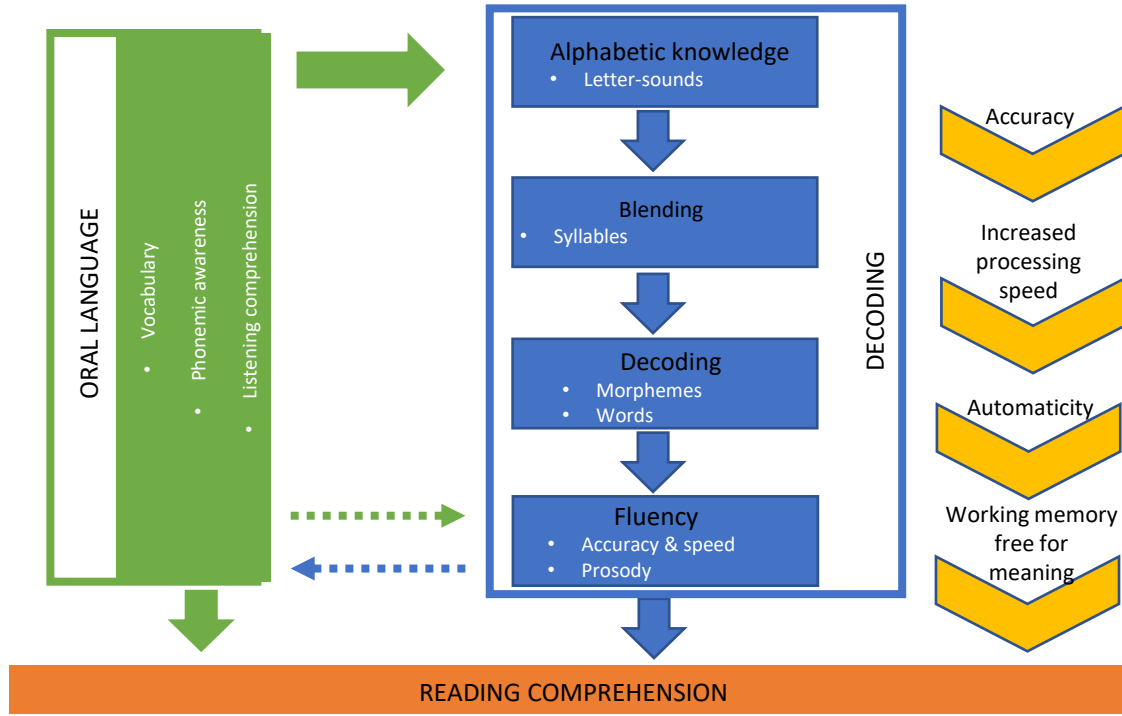 ORAL LANGUAGE
• Vocabulary
• Phonemic awareness
• Listening comprehension
Alphabetic knowledge
• Letter-sounds
Blending
• Syllables
Decoding
• Morphemes
• Words
Fluency
• Accuracy & speed
• Prosody
DECODING
Accuracy
Increased
processing
speed
Automaticity
Working memory
free for
meaning
READING COMPREHENSION